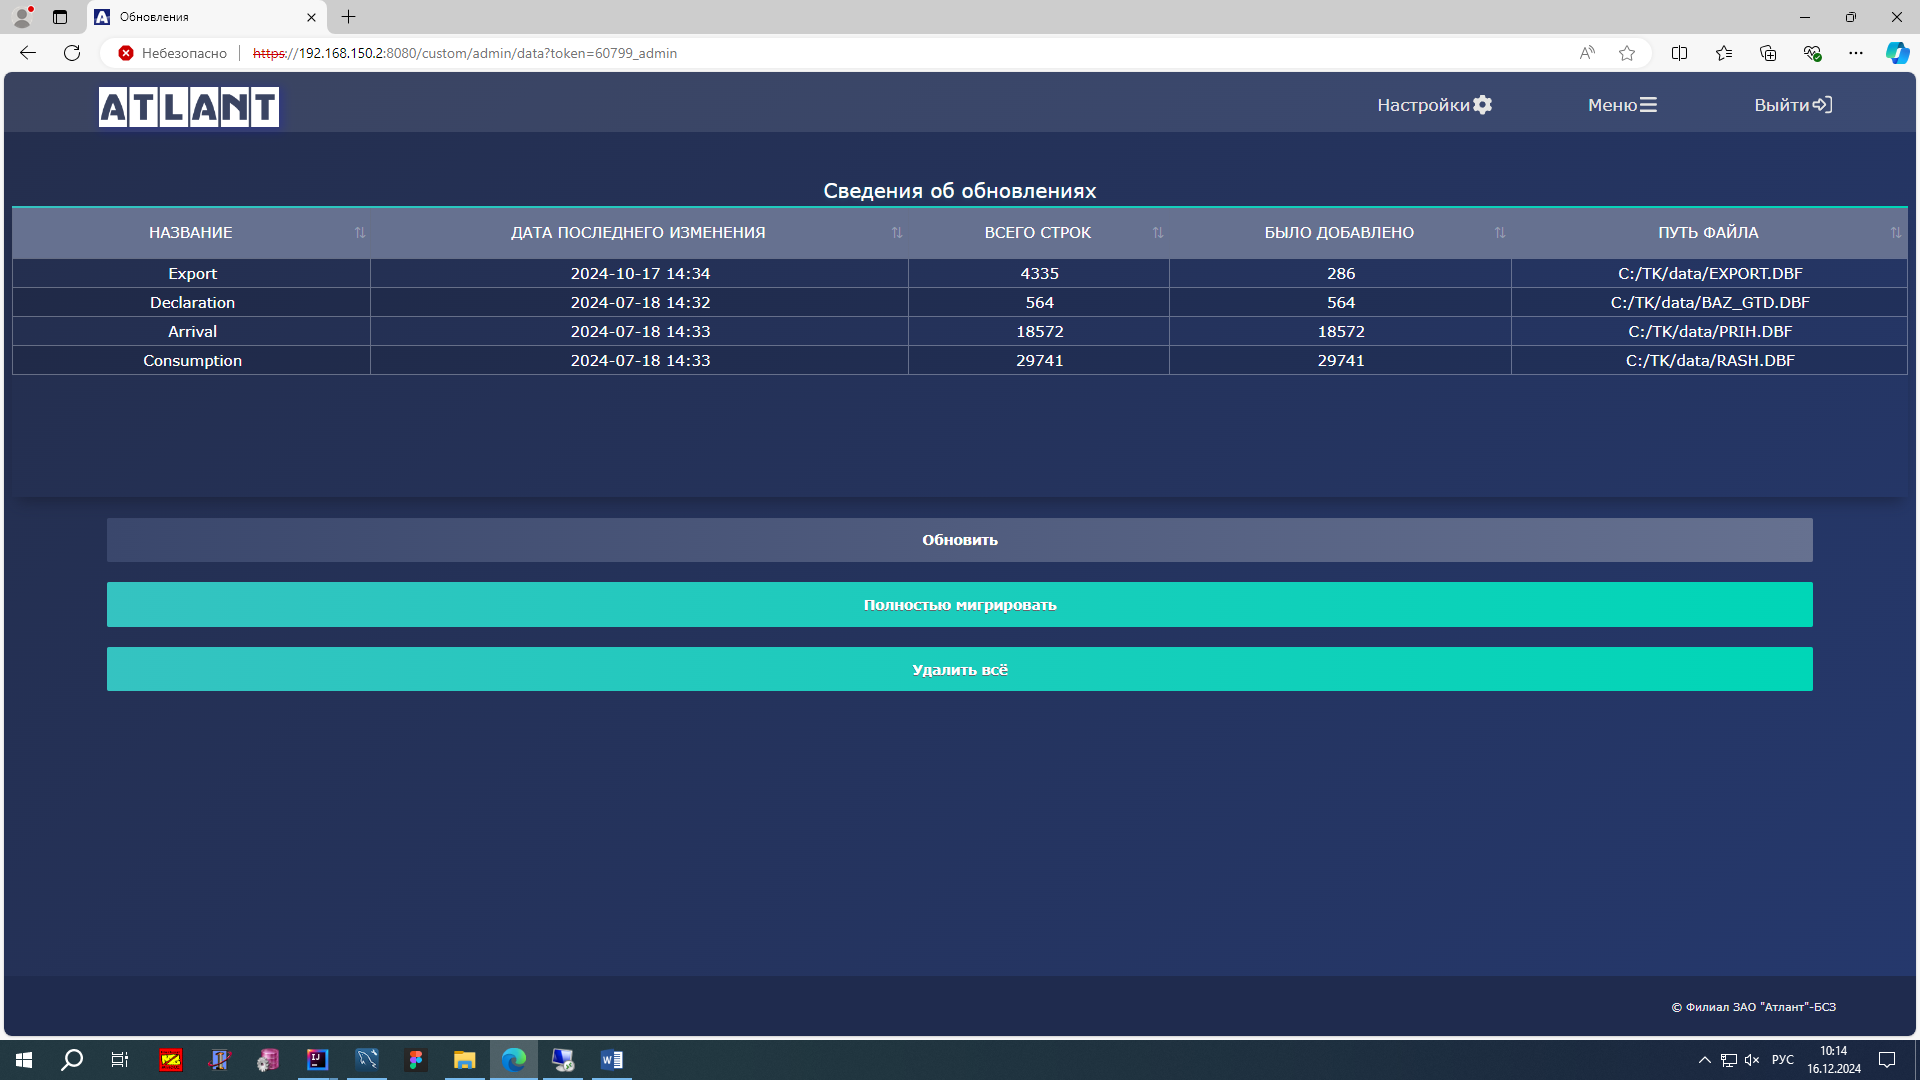 Обновления
Небезопасно
https://192.168.150.2:8080/custom/admin/data?token=60799_admin
ATLANT
Настройки
Меню
Выйти
Сведения об обновлениях
НАЗВАНИЕ ДАТА ПОСЛЕДНЕГО ИЗМЕНЕНИЯ ВСЕГО СТРОК БЫЛО ДОБАВЛЕНО ПУТЬ ФАЙЛА
Export 2024-10-17 14:34 4335 286 C:/TK/data/EXPORT.DBF
Declaration 2024-07-18 14:32 564 564 C:/TK/data/BAZ_GTD.DBF
Arrival 2024-07-18 14:33 18572 18572 C:/TK/data/PRIH.DBF
Consumption 2024-07-18 14:33 29741 29741 C:/TK/data/RASH.DBF
Обновить
Полностью мигрировать
Удалить всё
© Филиал ЗАО "Атлант"-БСЗ
РУС
10:14
16.12.2024